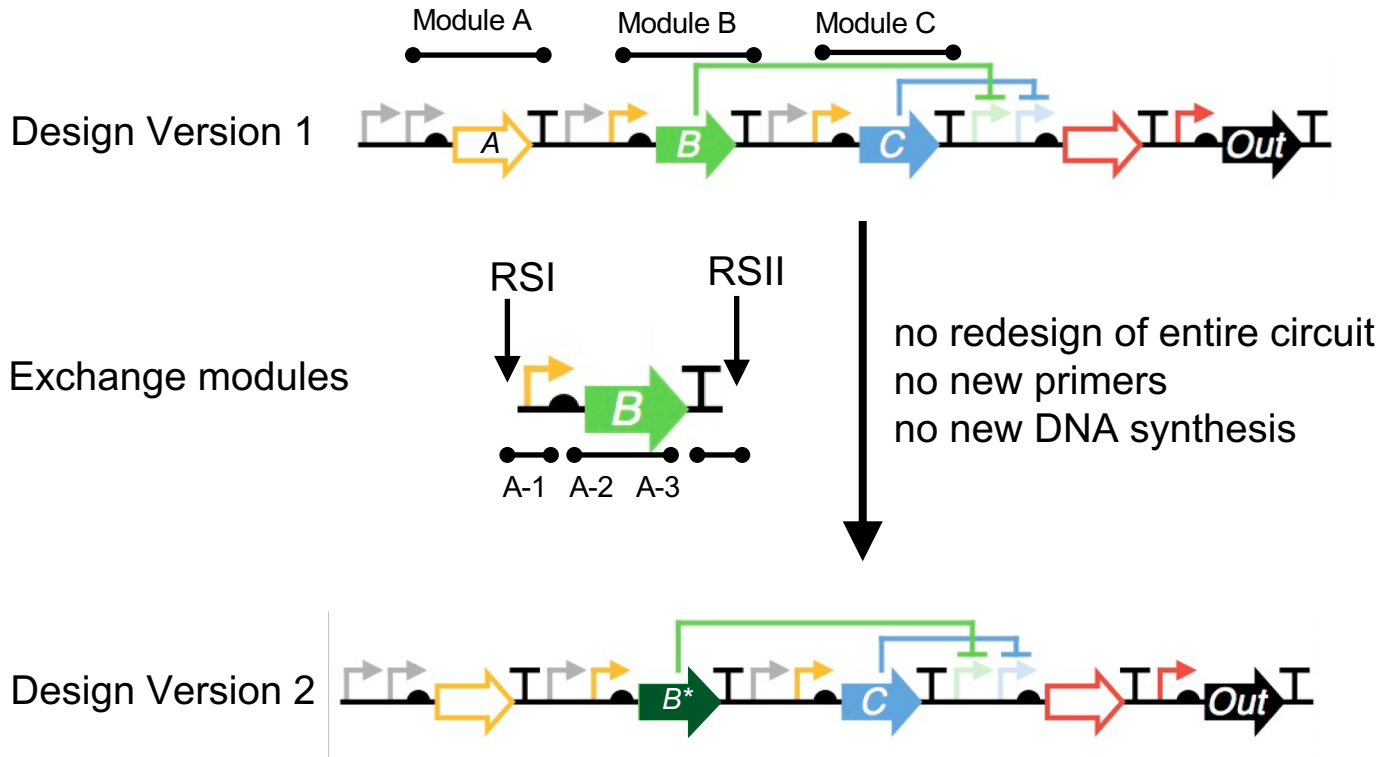 Module A
Module B
Module C
Design Version 1
A
B
C
Out
RSI
RSII
Exchange modules
B
A-1
A-2
A-3
no redesign of entire circuit
no new primers
no new DNA synthesis
Design Version 2
B*
C
Out